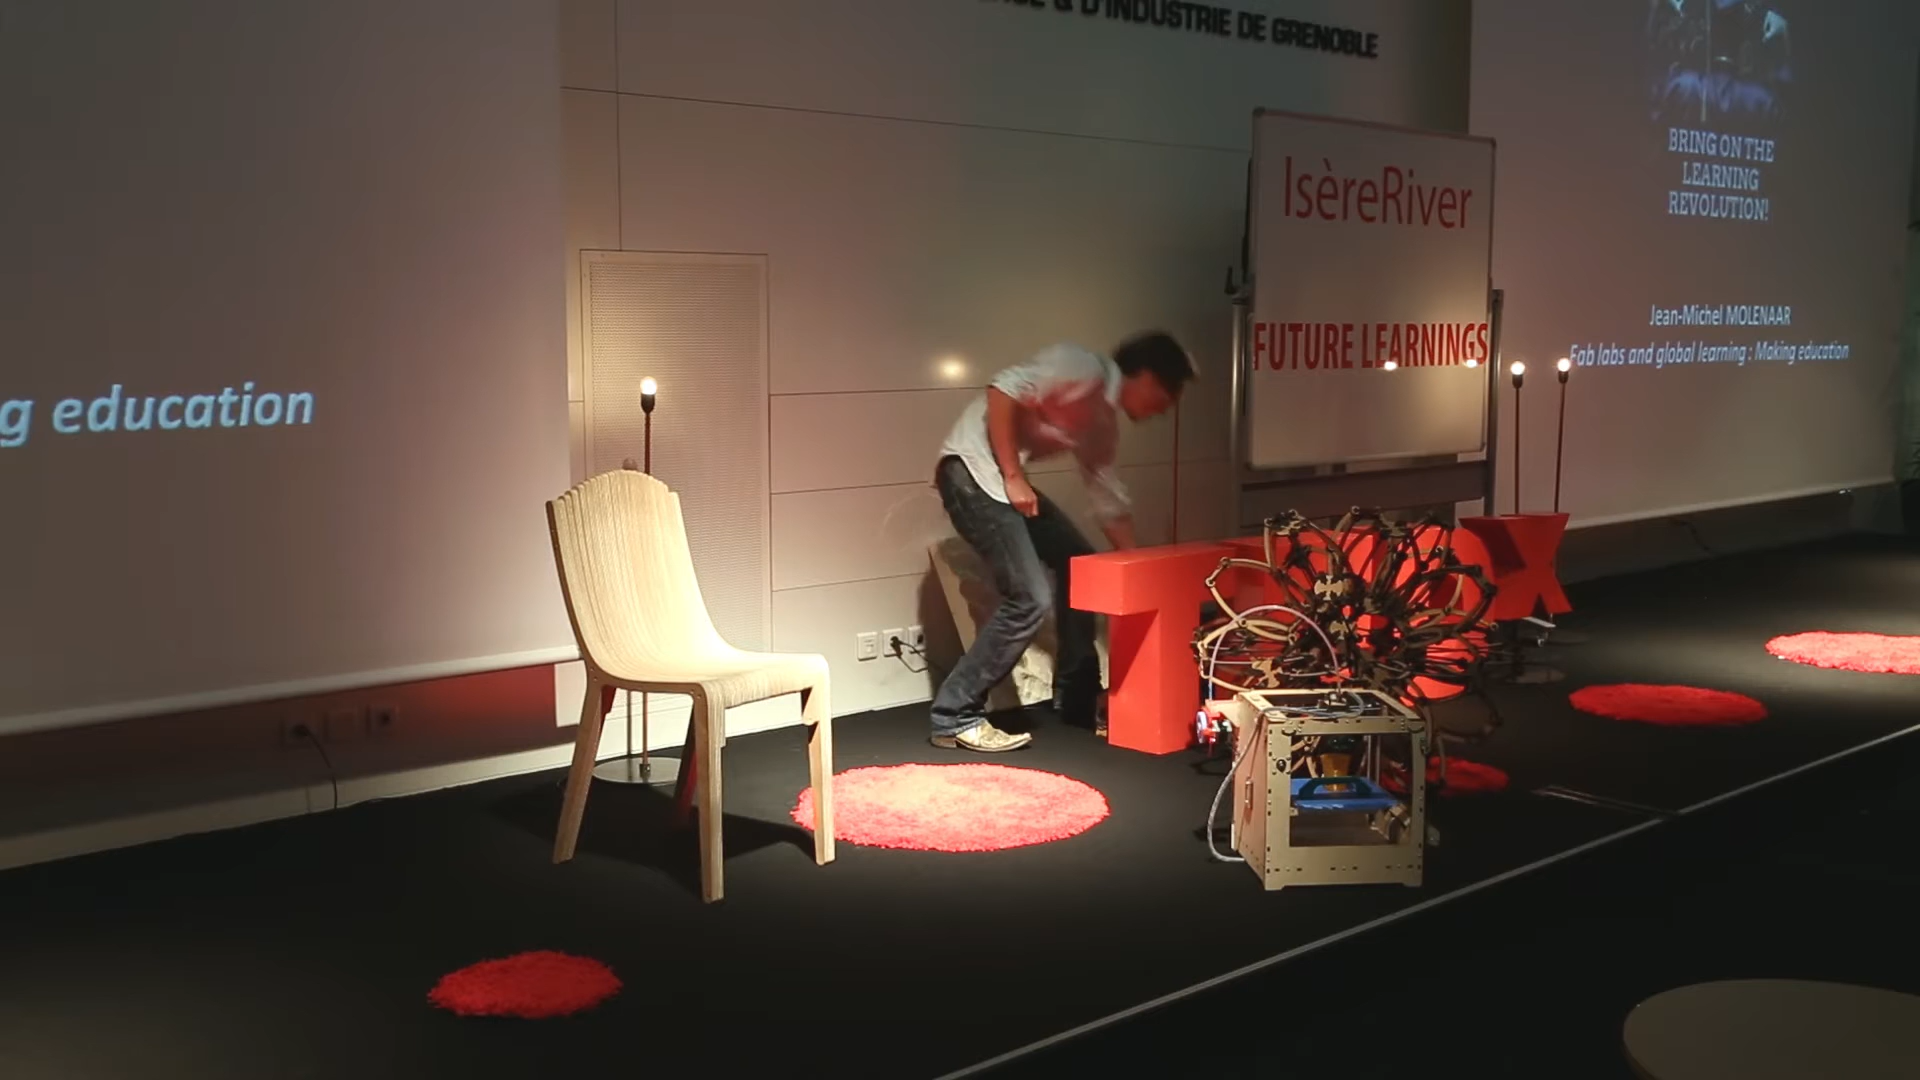 & D'INDUSTRIE DE GRENOBLE
g education
IsèreRiver
FUTURE LEARNINGS
BRING ON THE
LEARNING
REVOLUTION!
Jean-Michel MOLENAAR
Fab labs and global learning : Making education
T X